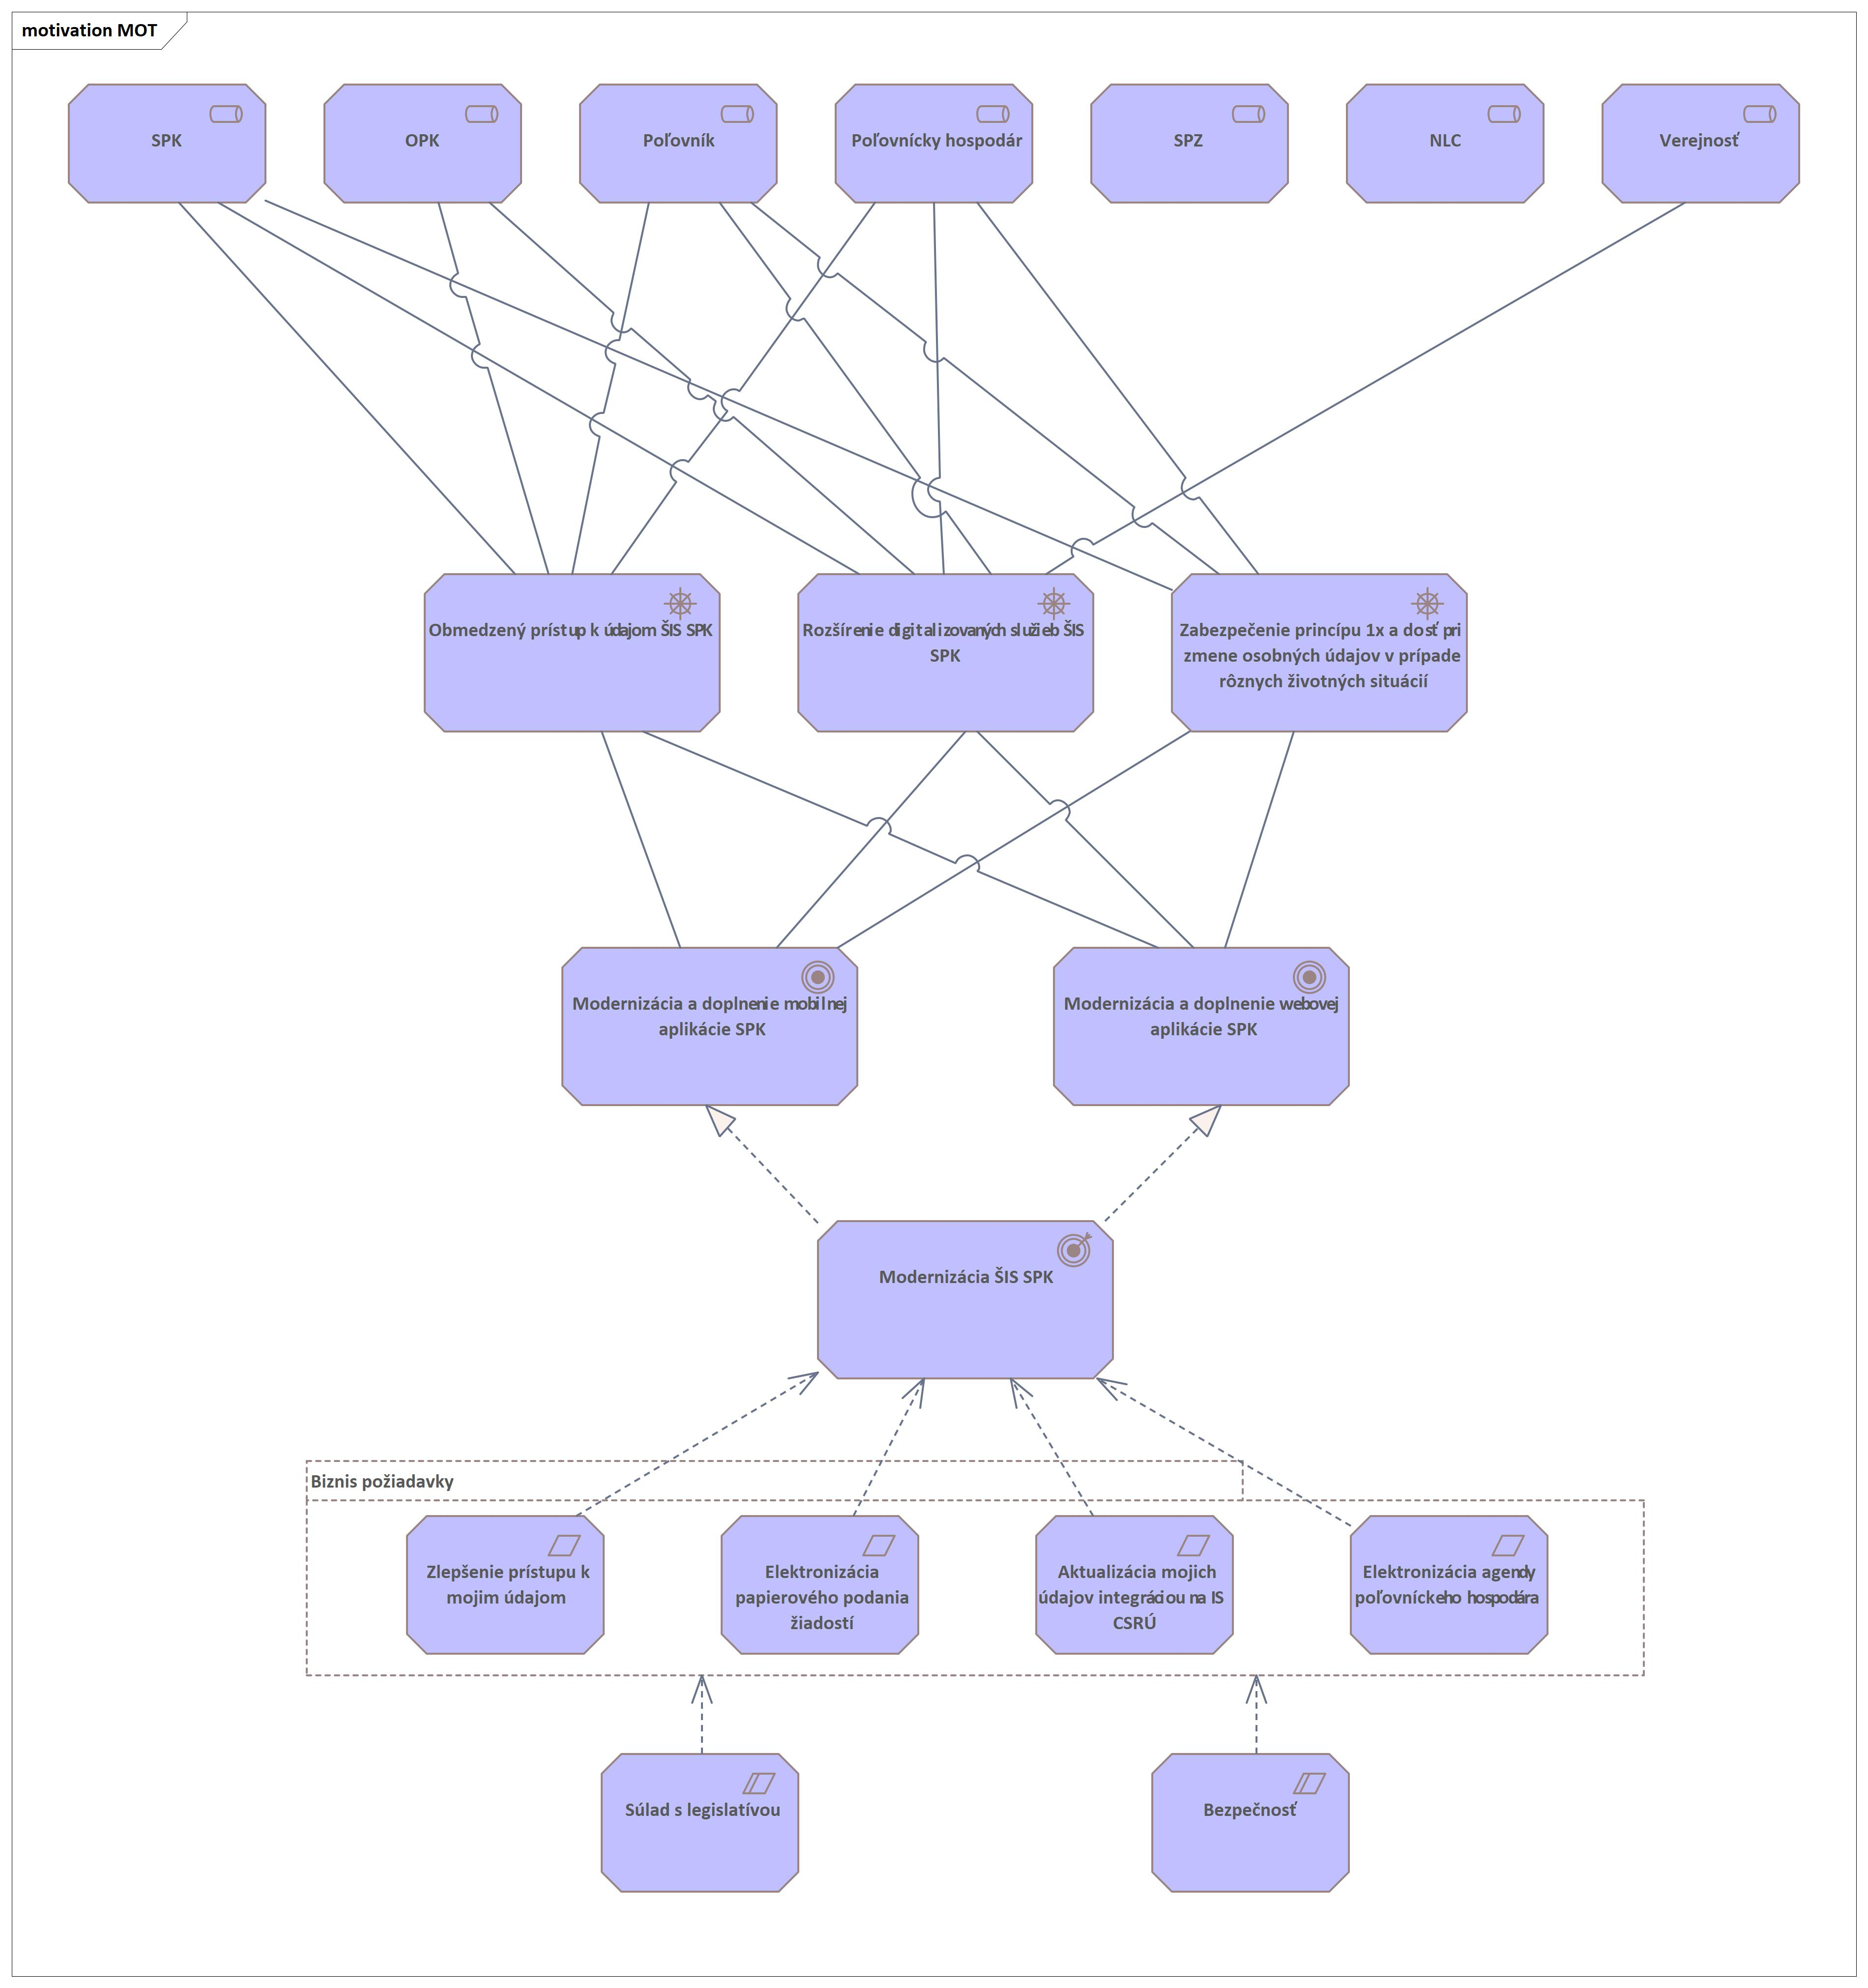 motivation MOT
SPK
OPK
Poľovník
Poľovnícky hospodár
SPZ
NLC
Verejnosť
Obmedzený prístup k údajom ŠIS SPK
Rozšírenie digitalizovaných služieb ŠIS
SPK
Zabezpečenie princípu 1x a dosť pri
zmene osobných údajov v prípade
rôznych životných situácií
Modernizácia a doplnenie mobilnej
aplikácie SPK
Modernizácia a doplnenie webovej
aplikácie SPK
Modernizácia ŠIS SPK
Biznis požiadavky
Zlepšenie prístupu k
mojim údajom
Elektronizácia
papierového podania
žiadostí
Aktualizácia mojich
údajov integráciou na IS
CSRÚ
Elektronizácia agendy
poľovníckeho hospodára
Súlad s legislatívou
Bezpečnosť